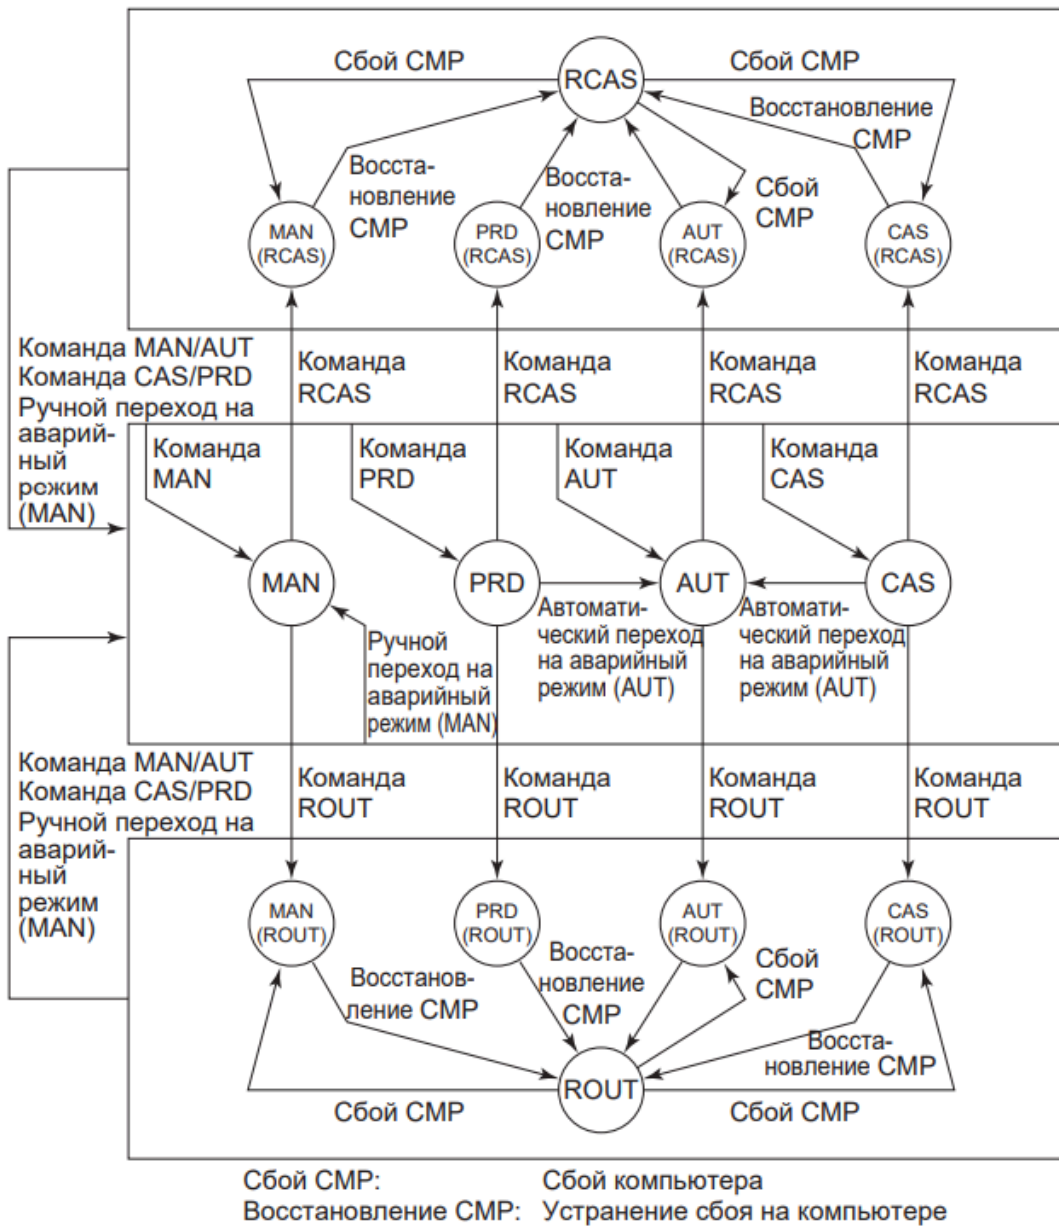 Сбой CMP
RCAS
Сбой CMP
Восстановление
CMP
Восста-
новление
CMP
Восста-
новление
CMP
Сбой
CMP
MAN
(RCAS)
PRD
(RCAS)
AUT
(RCAS)
CAS
(RCAS)
Команда MAN/AUT
Команда CAS/PRD
Ручной переход на
аварий-
ный
режим
(MAN)
Команда
RCAS
Команда
RCAS
Команда
RCAS
Команда
RCAS
Команда
MAN
Команда
PRD
Команда
AUT
Команда
CAS
MAN
PRD
AUT
CAS
Ручной
переход на
аварийный
режим (MAN)
Автомати-
ческий переход
на аварийный
режим (AUT)
Автомати-
ческий переход
на аварийный
режим (AUT)
Команда MAN/AUT
Команда CAS/PRD
Ручной переход на
аварий-
ный
режим
(MAN)
Команда
ROUT
Команда
ROUT
Команда
ROUT
Команда
ROUT
MAN
(ROUT)
PRD
(ROUT)
AUT
(ROUT)
CAS
(ROUT)
Восстанов-
ление CMP
Восста-
новление
CMP
Сбой
CMP
Восста-
новление CMP
ROUT
Сбой CMP
Сбой CMP
Сбой CMP: Сбой компьютера
Восстановление CMP: Устранение сбоя на компьютере